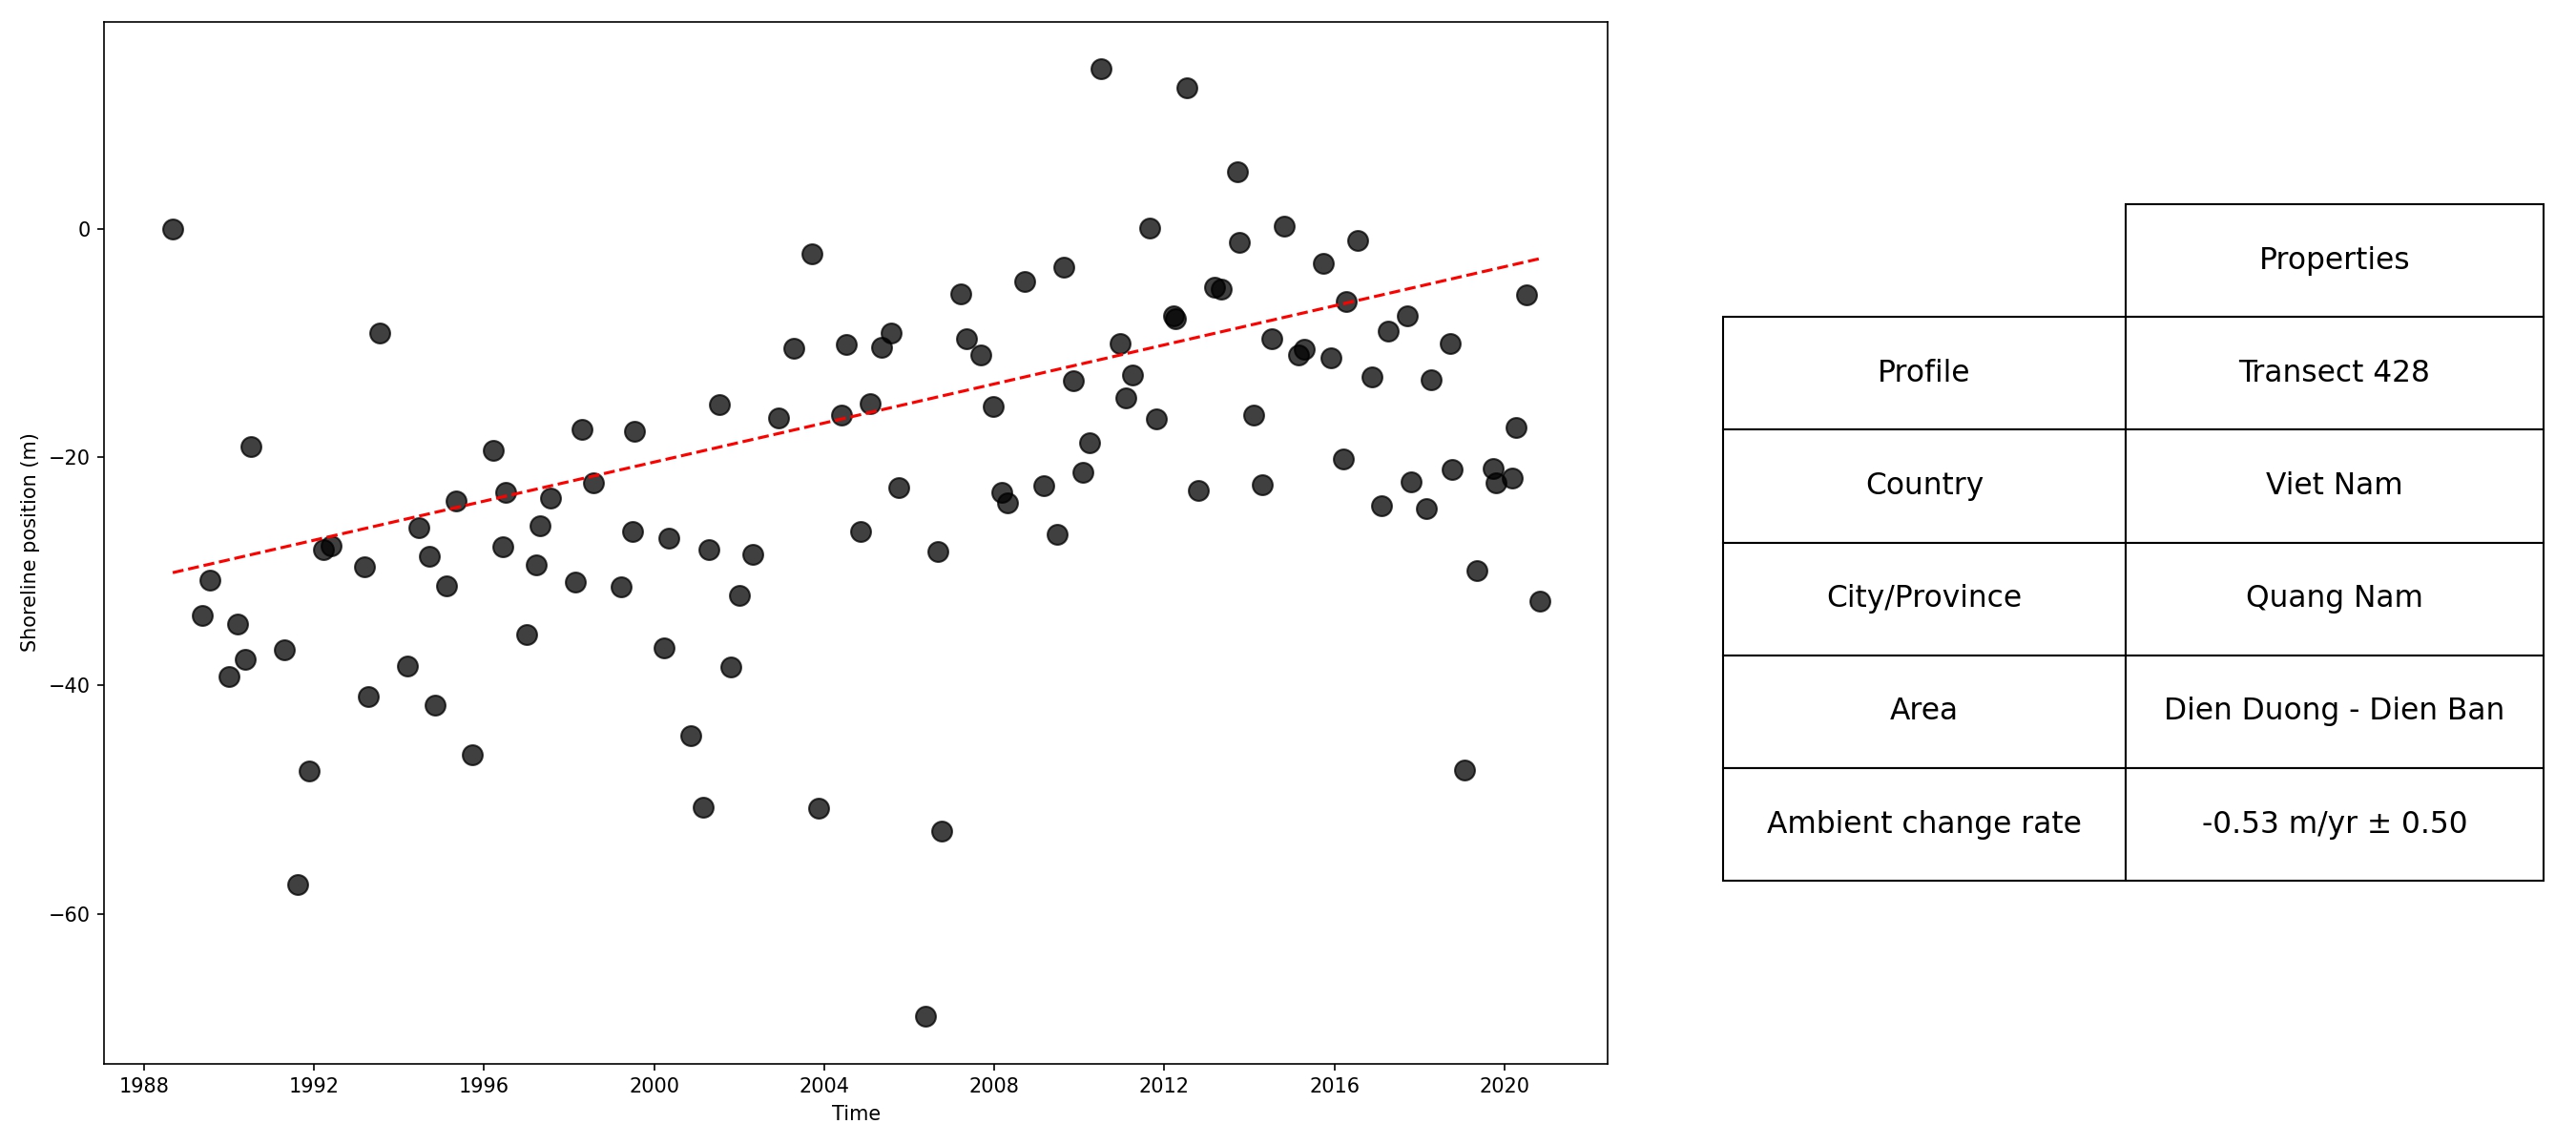 0
−20
−40
−60
Shoreline position (m)
1988 1992 1996 2000 2004 2008 2012 2016 2020
Time
Properties
Profile Transect 428
Country Viet Nam
City/Province Quang Nam
Area Dien Duong - Dien Ban
Ambient change rate -0.53 m/yr ± 0.50